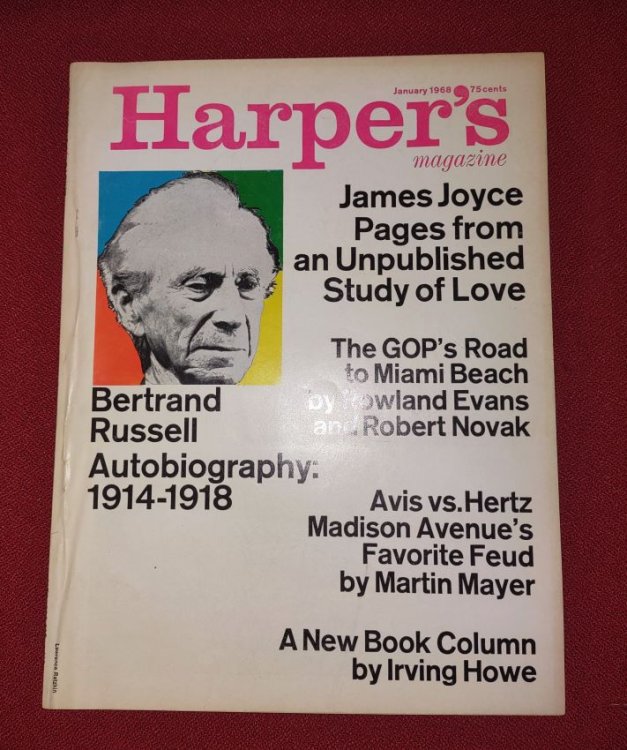 January 1968 75 cents
Harper's
magazine
James Joyce
Pages from
an Unpublished
Study of Love
The GOP's Road
to Miami Beach
by Rowland Evans
and Robert Novak
Bertrand
Russell
Autobiography:
1914-1918
Avis vs. Hertz
Madison Avenue's
Favorite Feud
by Martin Mayer
A New Book Column
by Irving Howe
Lawrence Ratzkin